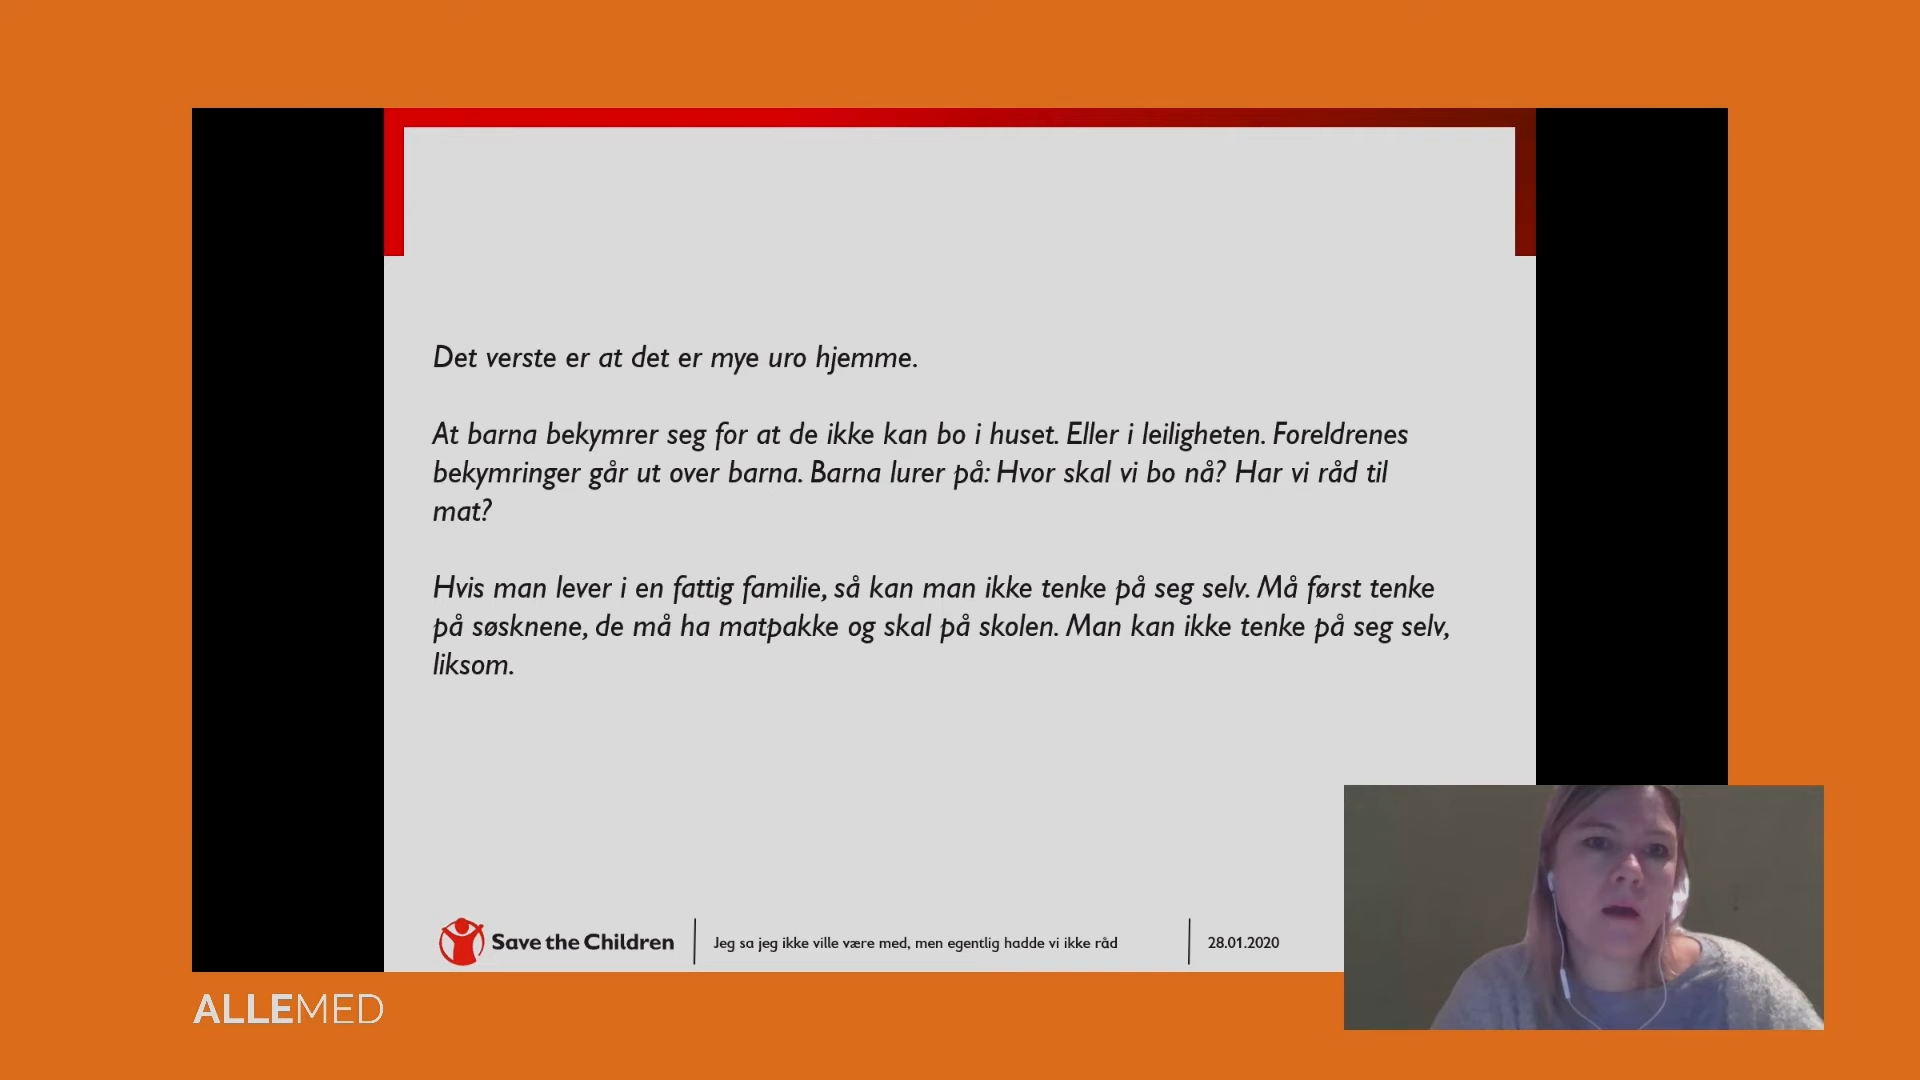 Det verste er at det er mye uro hjemme.
At barna bekymrer seg for at de ikke kan bo i huset. Eller i leiligheten. Foreldrenes
bekymringer går ut over barna. Barna lurer på: Hvor skal vi bo nå? Har vi råd til
mat?
Hvis man lever i en fattig familie, så kan man ikke tenke på seg selv. Må først tenke
på søsknene, de må ha matpakke og skal på skolen. Man kan ikke tenke på seg selv,
liksom.
Save the Children
Jeg sa jeg ikke ville være med, men egentlig hadde vi ikke råd
28.01.2020
ALLEMED